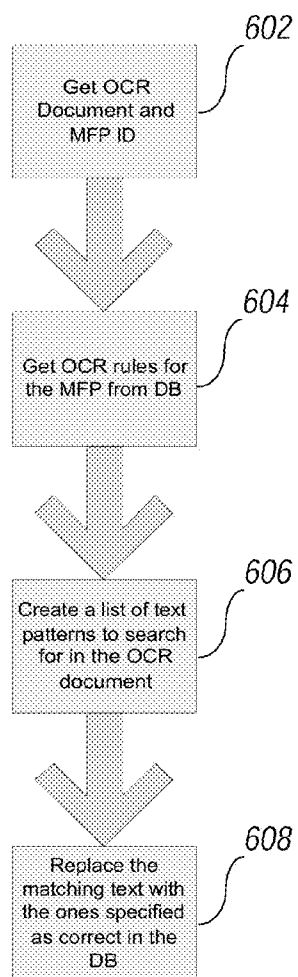 602
Get OCR
Document and
MFP ID
604
Get OCR rules for
the MFP from DB
606
Create a list of text
patterns to search
for in the OCR
document
608
Replace the
matching text with
the ones specified
as correct in the
DB